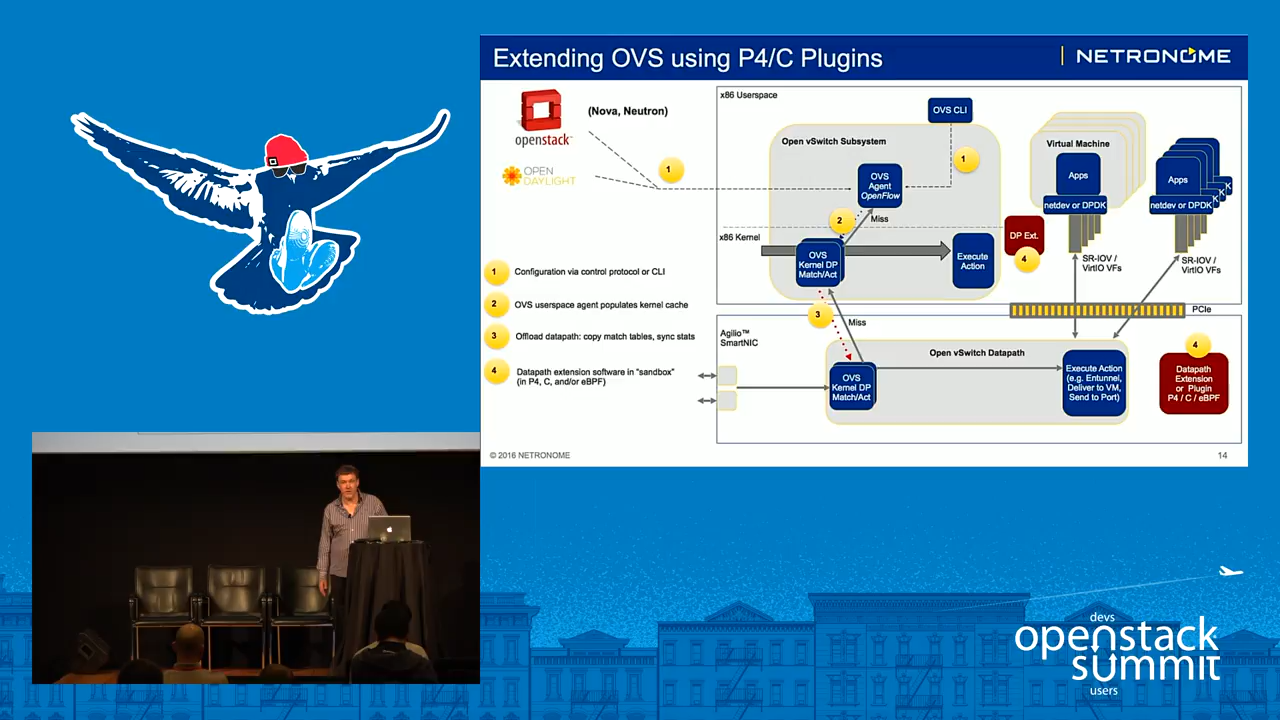 Extending OVS using P4/C Plugins
NETRONOME
openstack™
(Nova, Neutron)
OPEN
DAYLIGHT
1
x86 Userspace
OVS CLI
1
Open vSwitch Subsystem
OVS
Agent
OpenFlow
2
Miss
x86 Kernel
OVS
Kernel DP
Match/Act
Execute
Action
DP Ext.
4
Virtual Machine
Apps
netdev or DPDK
SR-IOV /
VirtIO VFs
Apps
netdev or DPDK
K
K
SR-IOV /
VirtIO VFs
PCIe
1 Configuration via control protocol or CLI
2 OVS userspace agent populates kernel cache
3 Offload datapath: copy match tables, sync stats
4 Datapath extension software in "sandbox"
(in P4, C, and/or eBPF)
3
Miss
Agilio™
SmartNIC
Open vSwitch Datapath
OVS
Kernel DP
Match/Act
Execute Action
(e.g. Entunnel,
Deliver to VM,
Send to Port)
4
Datapath
Extension
or Plugin
P4 / C / eBPF
© 2016 NETRONOME
14
devs
openstack
summit
users